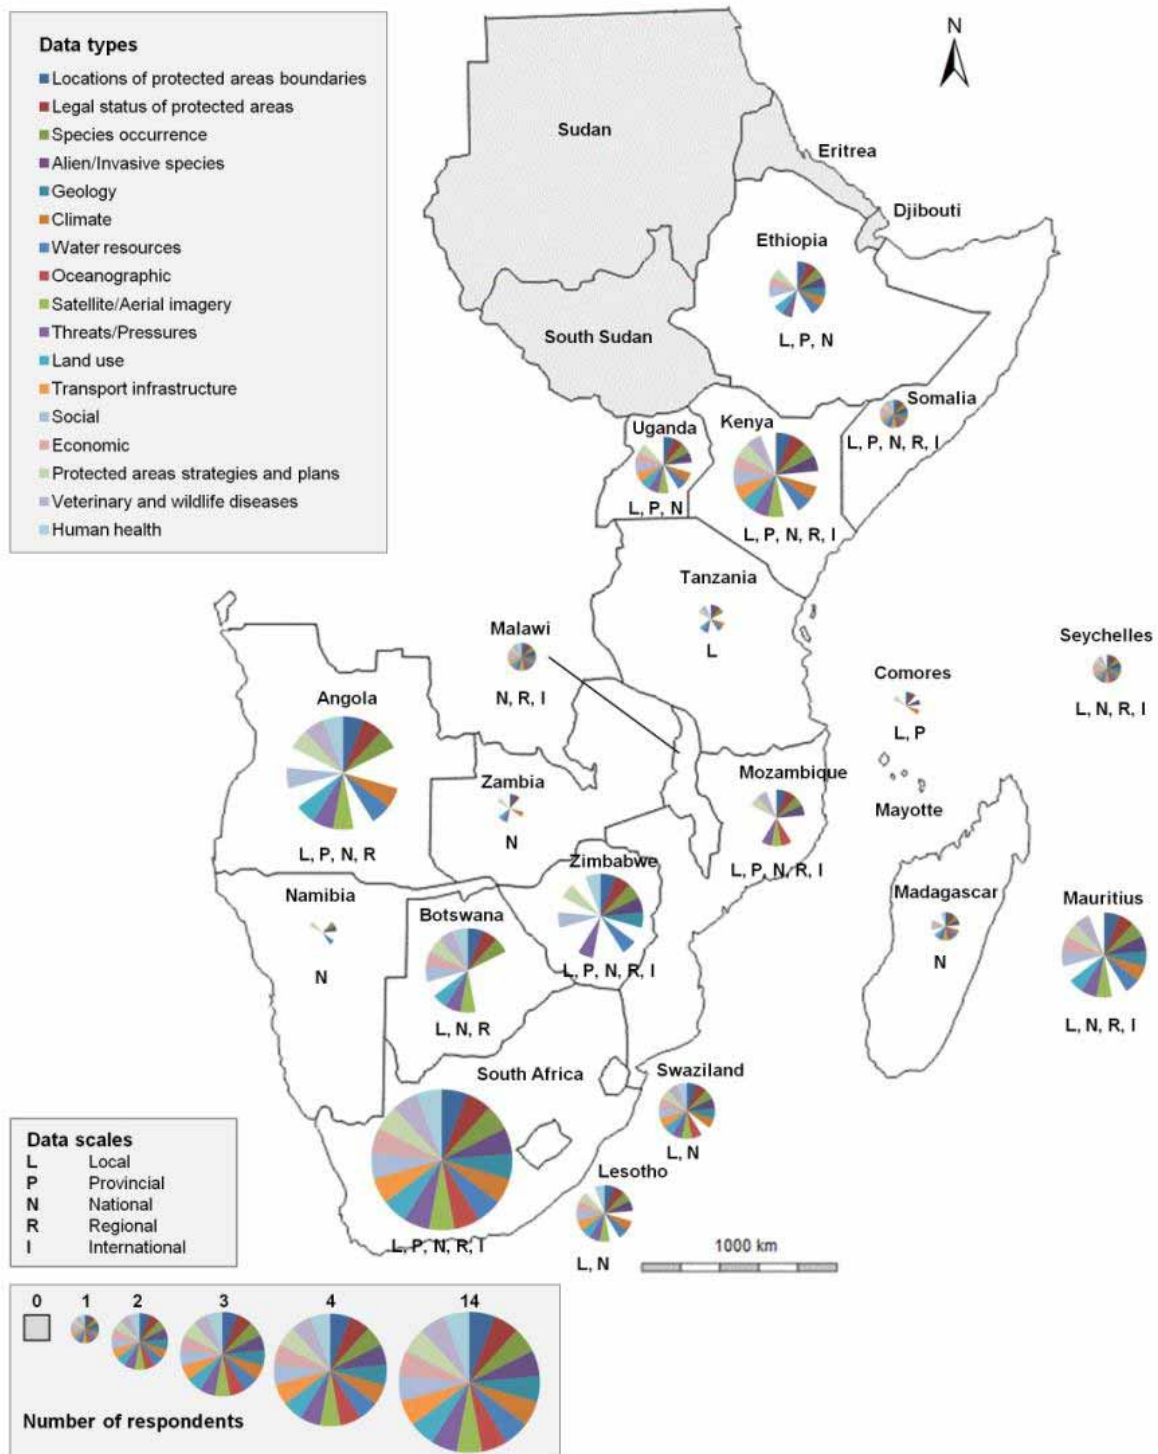 Data types
Locations of protected areas boundaries
Legal status of protected areas
Species occurrence
Alien/Invasive species
Geology
Climate
Water resources
Oceanographic
Satellite/Aerial imagery
Threats/Pressures
Land use
Transport infrastructure
Social
Economic
Protected areas strategies and plans
Veterinary and wildlife diseases
Human health
N
Sudan
Eritrea
Djibouti
Ethiopia
L, P, N
South Sudan
Somalia
L, P, N, R, I
Uganda
L, P, N
Kenya
L, P, N, R, I
Tanzania
L
Malawi
N, R, I
Seychelles
L, N, R, I
Comores
L, P
Angola
L, P, N, R
Zambia
N
Mozambique
L, P, N, R, I
Mayotte
Zimbabwe
L, P, N, R, I
Namibia
N
Botswana
L, N, R
Madagascar
N
Mauritius
L, N, R, I
South Africa
L, P, N, R, I
Swaziland
L, N
Lesotho
L, N
Data scales
L Local
P Provincial
N National
R Regional
I International
1000 km
0 1 2 3 4 14
Number of respondents